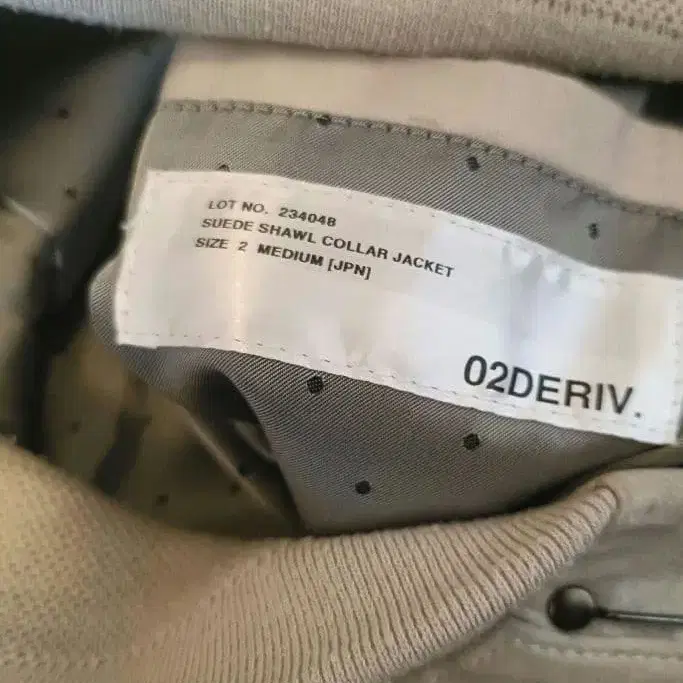 LOT NO. 234048
SUEDE SHAWL COLLAR JACKET
SIZE 2 MEDIUM [JPN]
02DERIV.